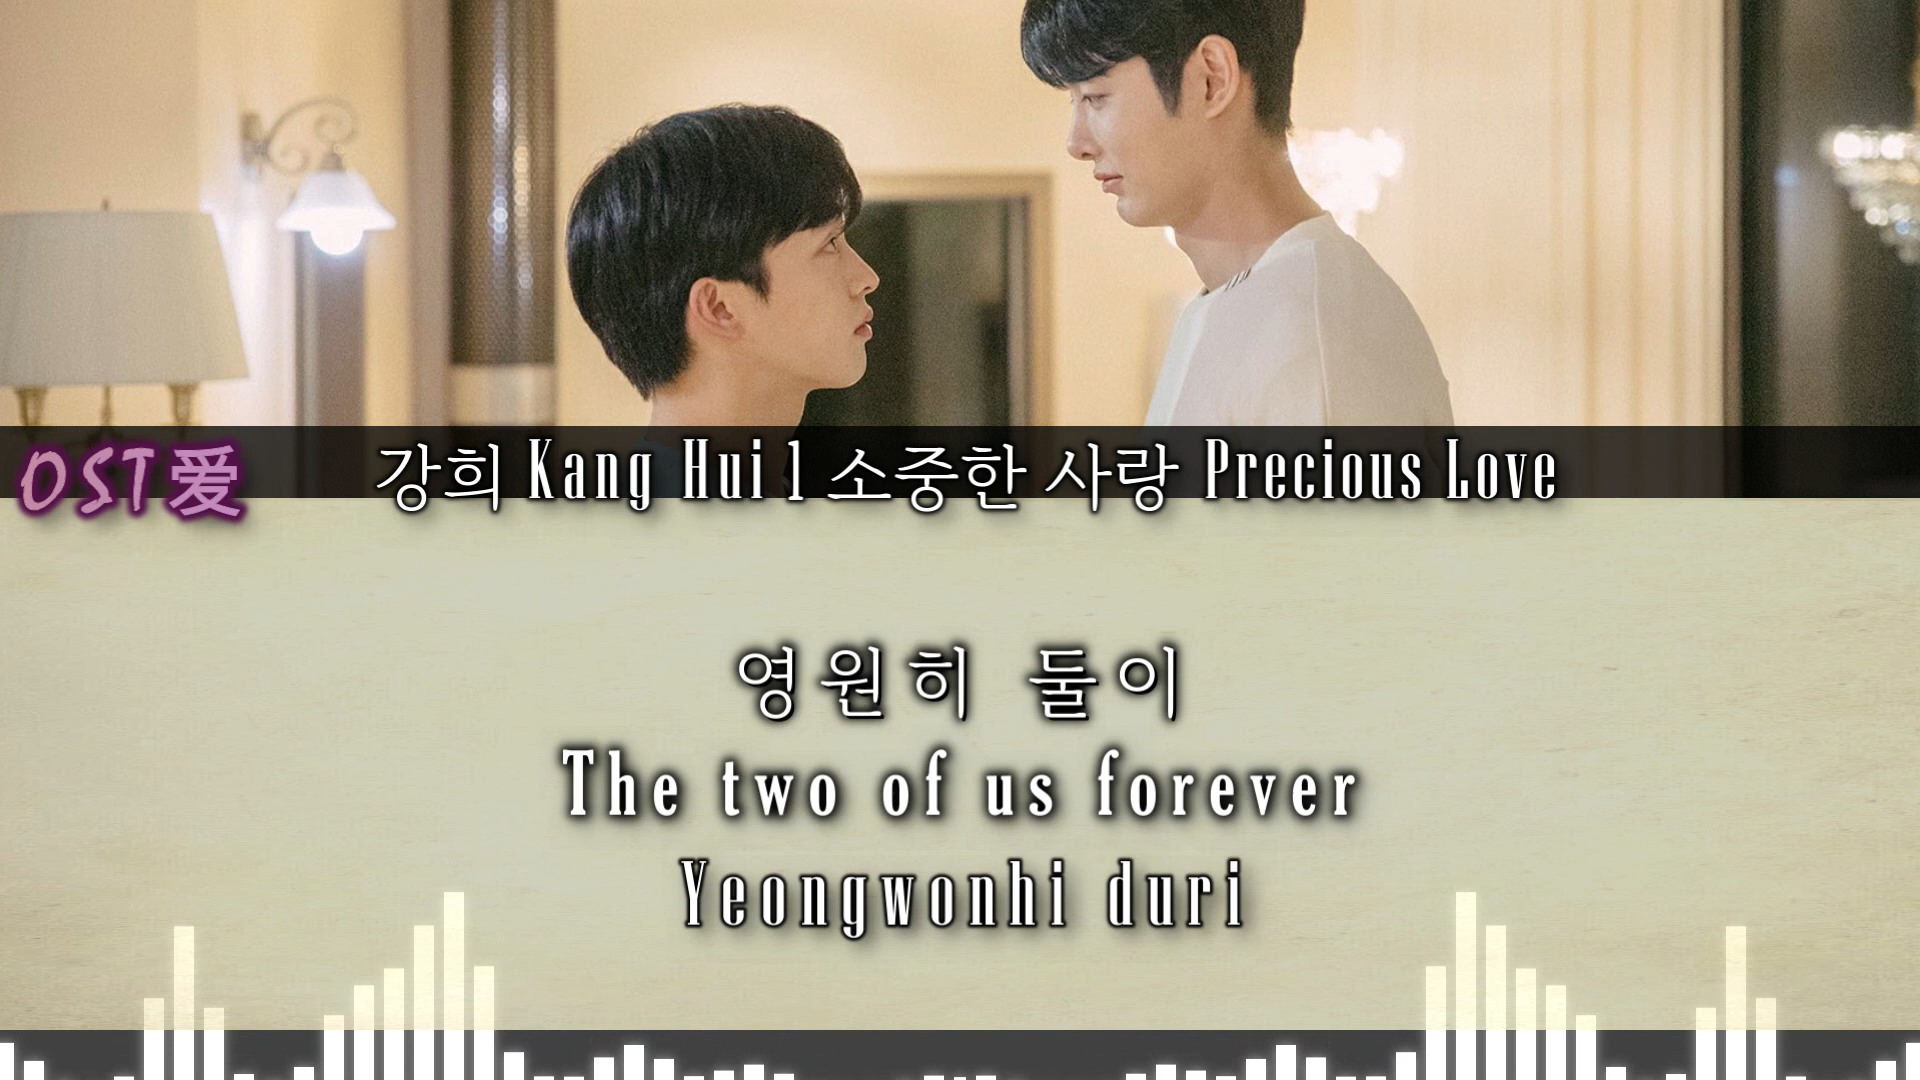 OST爱
강희 Kang Hui l 소중한 사랑 Precious Love
영원히 둘이
The two of us forever
Yeongwonhi duri